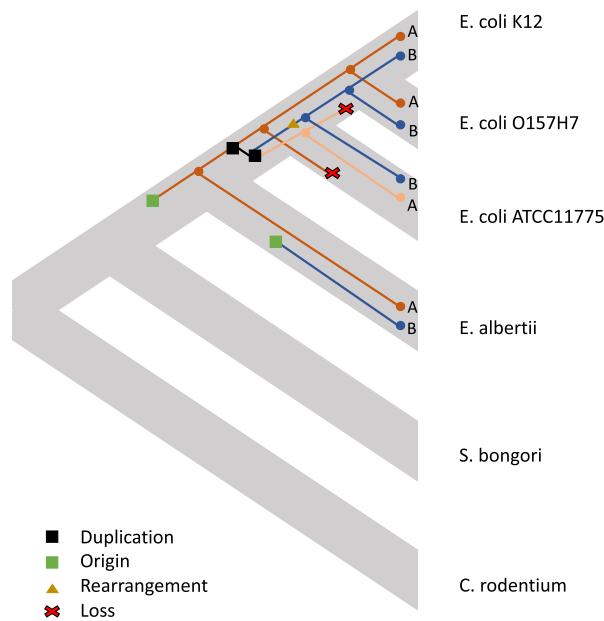 E. coli K12
A
B
A
E. coli O157H7
B
B
A
E. coli ATCC11775
A
B
E. albertii
S. bongori
Duplication
Origin
Rearrangement
Loss
C. rodentium